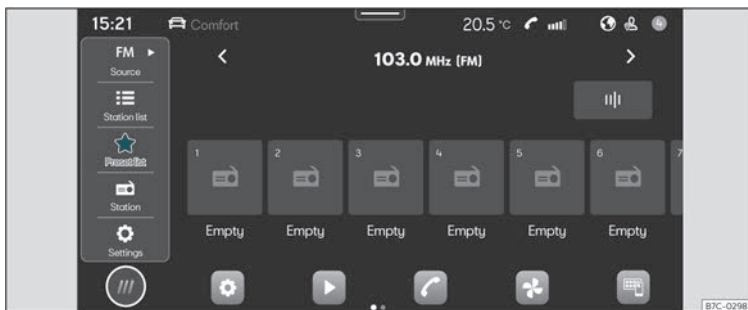 15:21 Comfort 20.5 °C 4
FM
Source
103.0 MHz (FM)
Station list
Preset list
1 2 3 4 5 6 7
Station
Empty Empty Empty Empty Empty Empty
Settings
B7C-0298